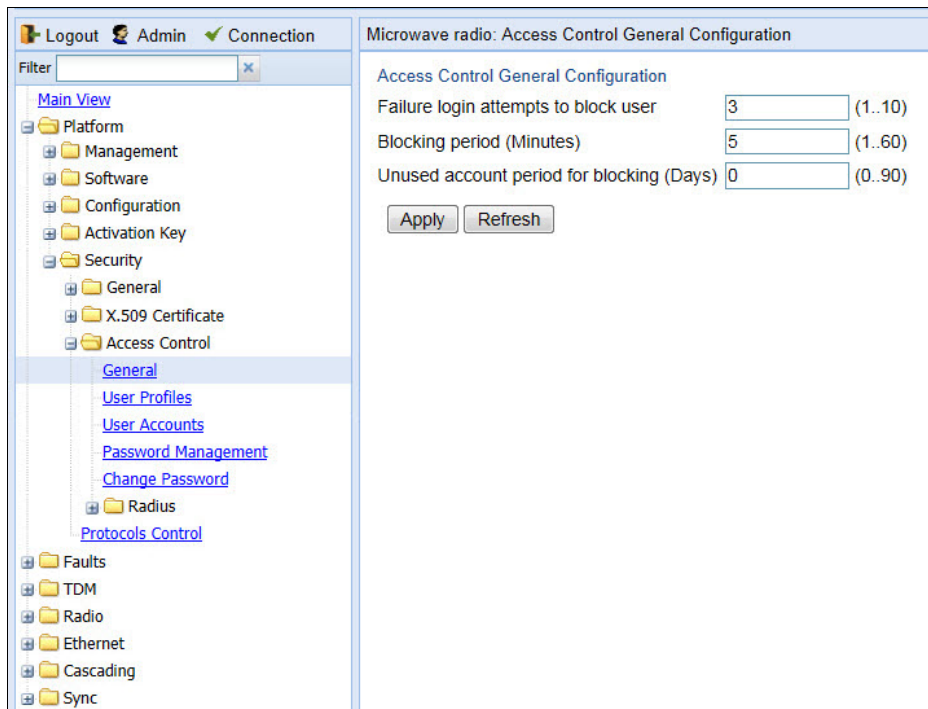 Logout Admin Connection
Filter
Main View
Platform
Management
Software
Configuration
Activation Key
Security
General
X.509 Certificate
Access Control
General
User Profiles
User Accounts
Password Management
Change Password
Radius
Protocols Control
Faults
TDM
Radio
Ethernet
Cascading
Sync
Microwave radio: Access Control General Configuration
Access Control General Configuration
Failure login attempts to block user 3 (1..10)
Blocking period (Minutes) 5 (1..60)
Unused account period for blocking (Days) 0 (0..90)
Apply Refresh